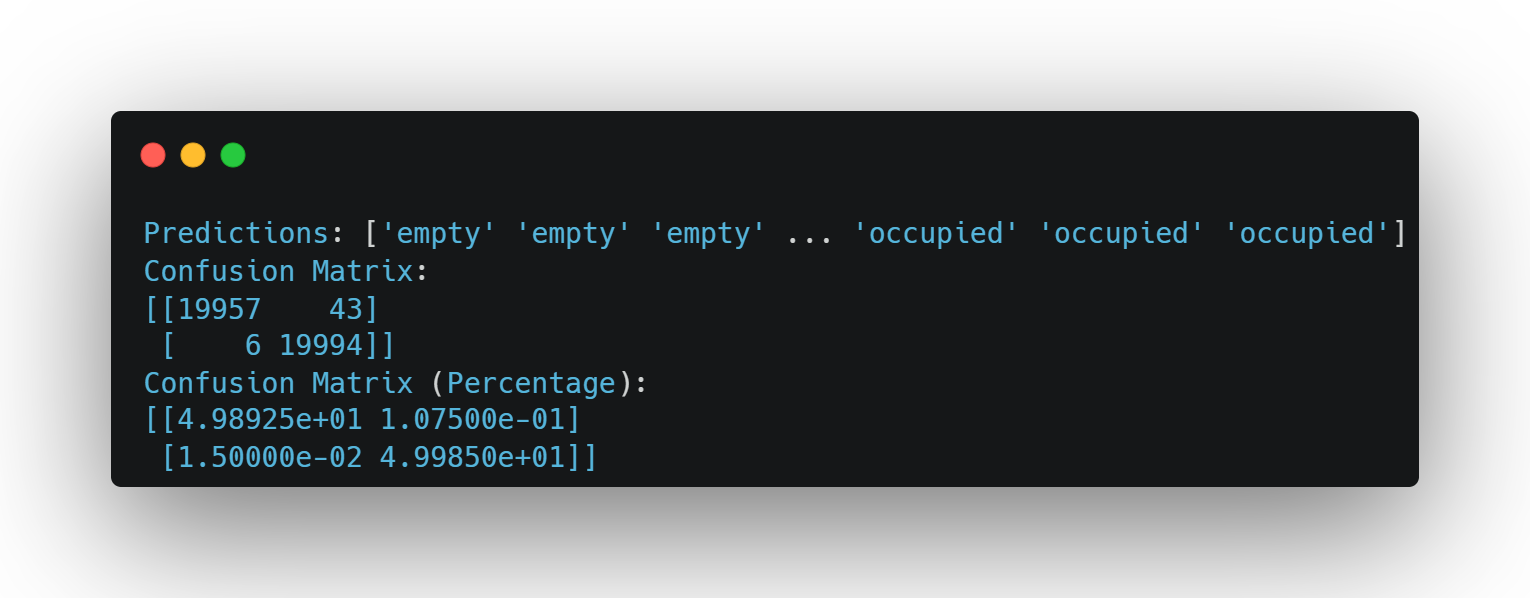 Predictions: ['empty' 'empty' 'empty' ... 'occupied' 'occupied' 'occupied']
Confusion Matrix:
[[19957    43]
 [    6 19994]]
Confusion Matrix (Percentage):
[[4.98925e+01 1.07500e-01]
 [1.50000e-02 4.99850e+01]]